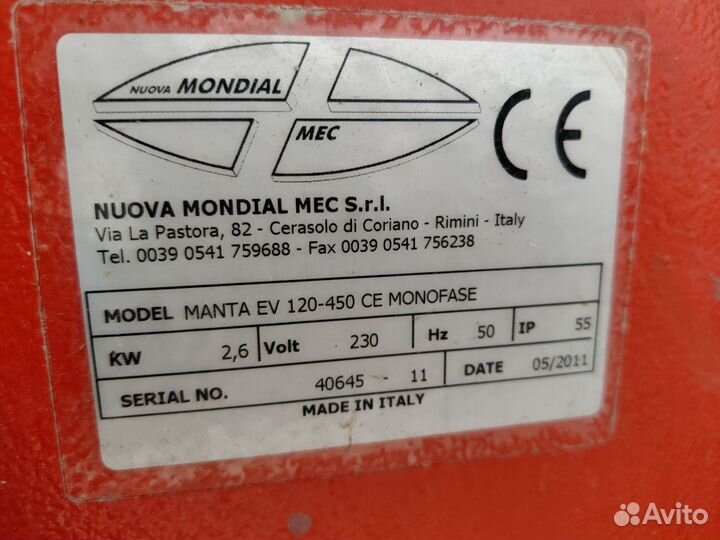 NUOVA MONDIAL
MEC
CE
NUOVA MONDIAL MEC S.r.l.
Via La Pastora, 82 - Cerasolo di Coriano - Rimini - Italy
Tel. 0039 0541 759688 - Fax 0039 0541 756238
MODEL MANTA EV 120-450 CE MONOFASE
KW 2,6 Volt 230 Hz 50 IP 55
SERIAL NO. 40645 - 11 DATE 05/2011
MADE IN ITALY
Avito